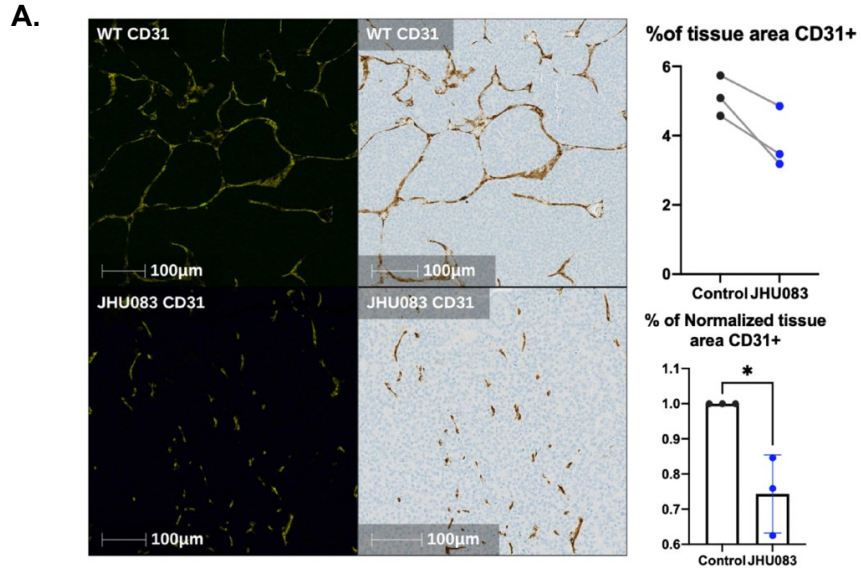 A.
WT CD31
100µm
WT CD31
100µm
JHU083 CD31
100µm
JHU083 CD31
100µm
%of tissue area CD31+
6
4
2
0
Control JHU083
% of Normalized tissue
area CD31+
*
1.1
1.0
0.9
0.8
0.7
0.6
Control JHU083